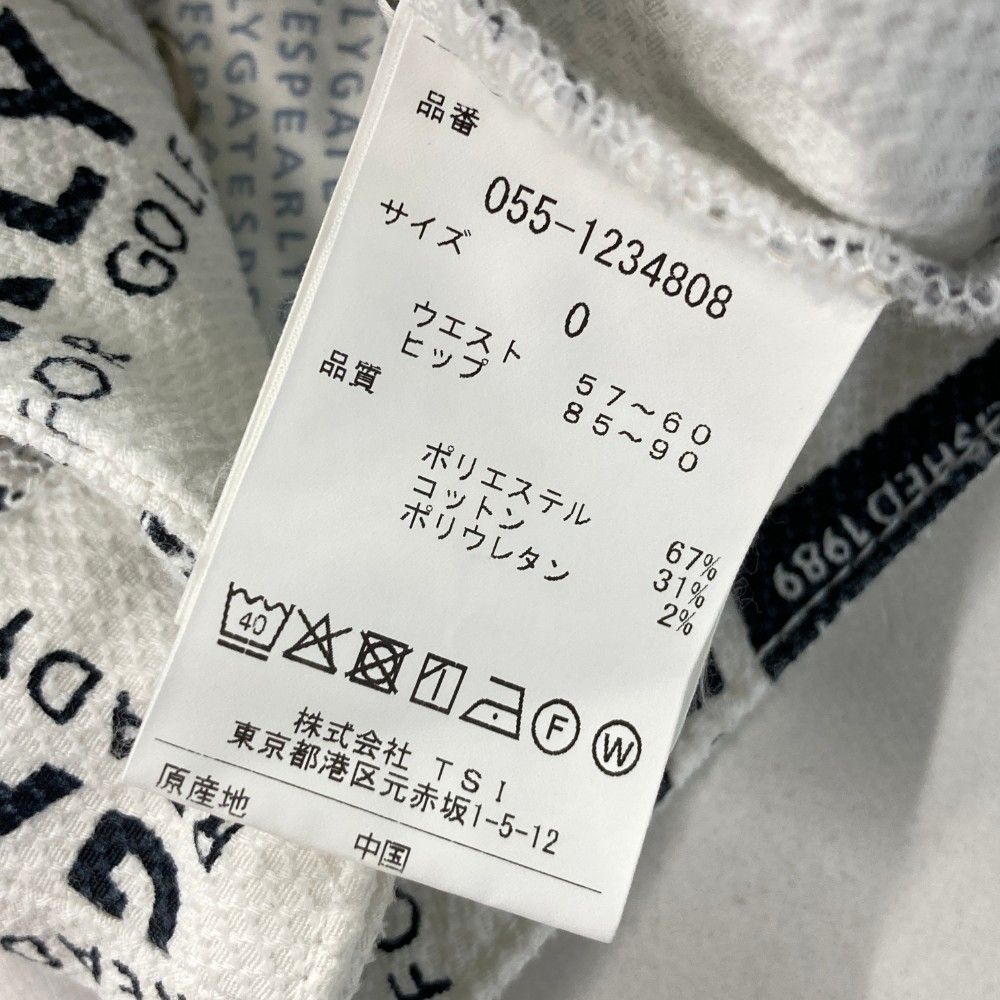 品番
055-1234808
サイズ
0
ウエスト 57～60
ヒップ 85～90
品質
ポリエステル 67%
コットン 31%
ポリウレタン 2%
40
F
W
株式会社 TSI
東京都港区元赤坂1-5-12
原産地
中国
FOR GOLF
1989